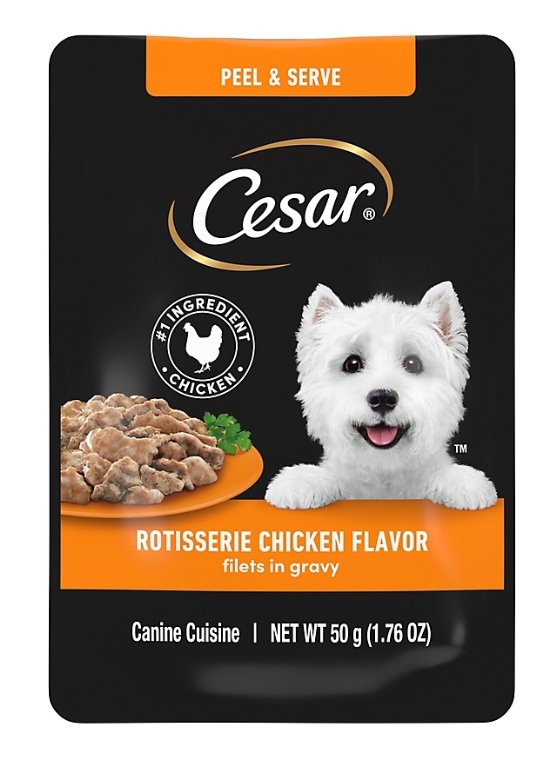 PEEL & SERVE
Cesar®
#1 INGREDIENT
• CHICKEN •
TM
ROTISSERIE CHICKEN FLAVOR
filets in gravy
Canine Cuisine | NET WT 50 g (1.76 OZ)